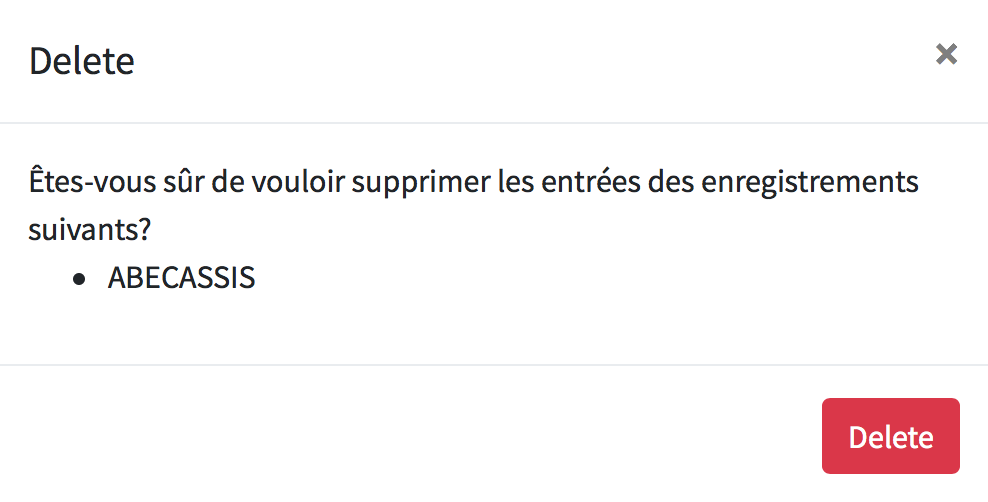 Delete
Êtes-vous sûr de vouloir supprimer les entrées des enregistrements
suivants?
ABECASSIS
Delete